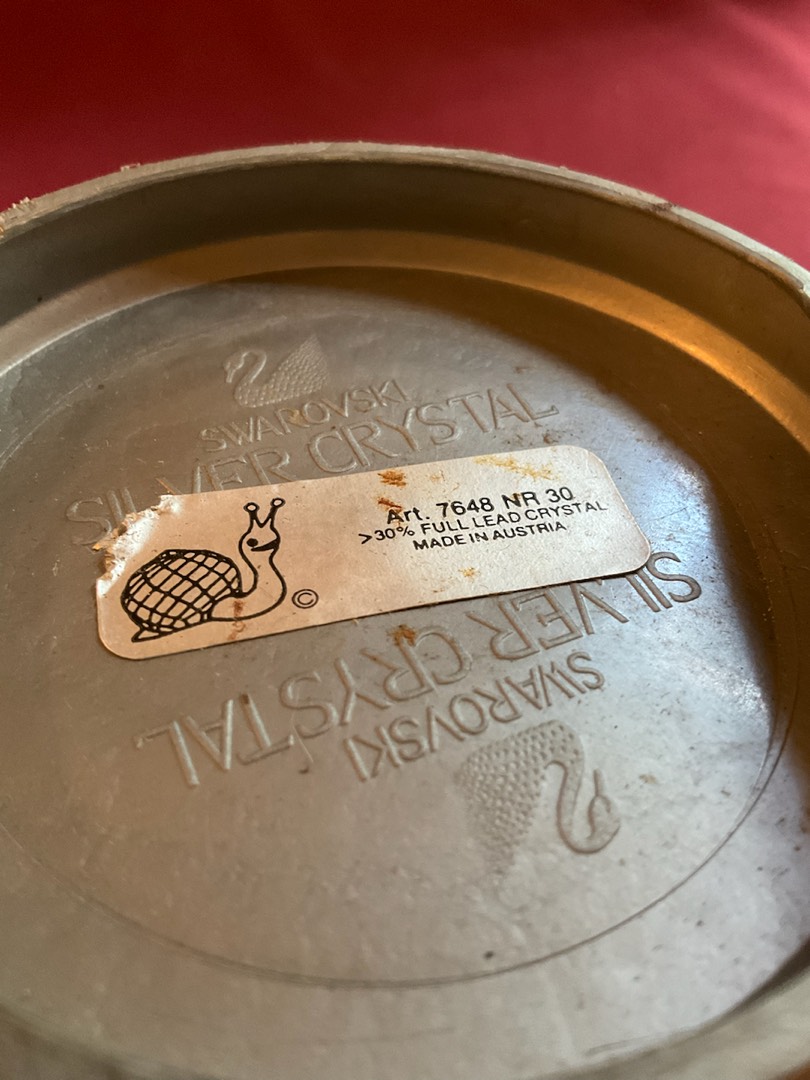 SWAROVSKI
SILVER CRYSTAL
Art. 7648 NR 30
>30% FULL LEAD CRYSTAL
MADE IN AUSTRIA
©
SILVER CRYSTAL
SWAROVSKI